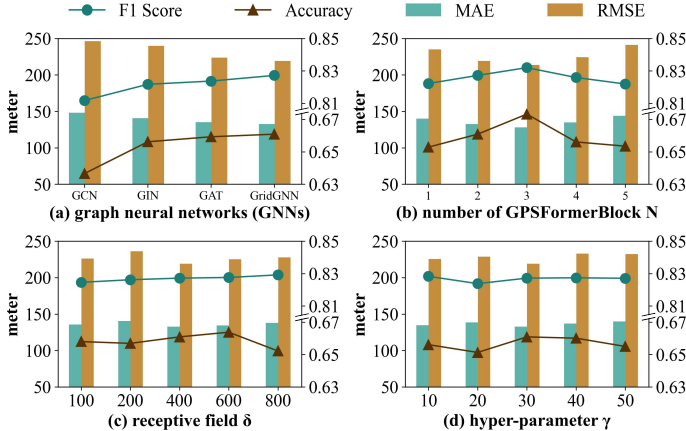 F1 Score Accuracy MAE RMSE
250 200 150 100 50
meter
0.85 0.83 0.81 0.67 0.65 0.63
GCN GIN GAT GridGNN
(a) graph neural networks (GNNs)
250 200 150 100 50
meter
0.85 0.83 0.81 0.67 0.65 0.63
1 2 3 4 5
(b) number of GPSFormerBlock N
250 200 150 100 50
meter
0.85 0.83 0.81 0.67 0.65 0.63
100 200 400 600 800
(c) receptive field δ
250 200 150 100 50
meter
0.85 0.83 0.81 0.67 0.65 0.63
10 20 30 40 50
(d) hyper-parameter γ